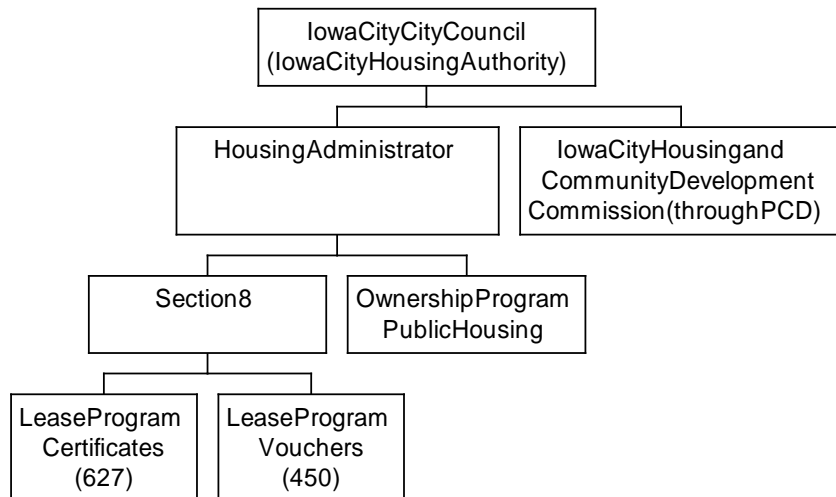 IowaCityCityCouncil
(IowaCityHousingAuthority)
HousingAdministrator
IowaCityHousingand
CommunityDevelopment
Commission(throughPCD)
Section8
OwnershipProgram
PublicHousing
LeaseProgram
Certificates
(627)
LeaseProgram
Vouchers
(450)